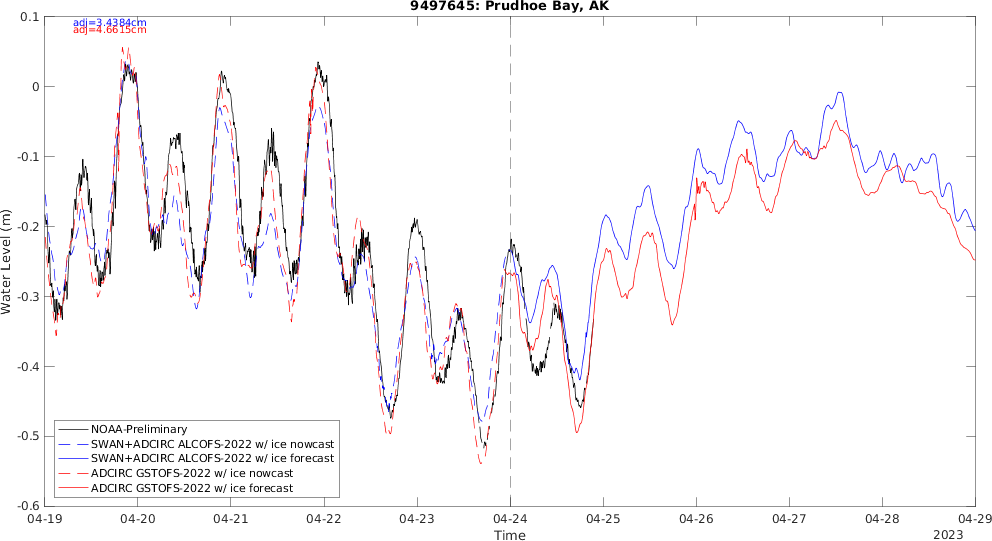 9497645: Prudhoe Bay, AK
adj=3.4384cm
adj=4.6615cm
0.1
0
-0.1
-0.2
-0.3
-0.4
-0.5
-0.6
Water Level (m)
NOAA-Preliminary
SWAN+ADCIRC ALCOFS-2022 w/ ice nowcast
SWAN+ADCIRC ALCOFS-2022 w/ ice forecast
ADCIRC GSTOFS-2022 w/ ice nowcast
ADCIRC GSTOFS-2022 w/ ice forecast
04-19 04-20 04-21 04-22 04-23 04-24 04-25 04-26 04-27 04-28 04-29
Time
2023